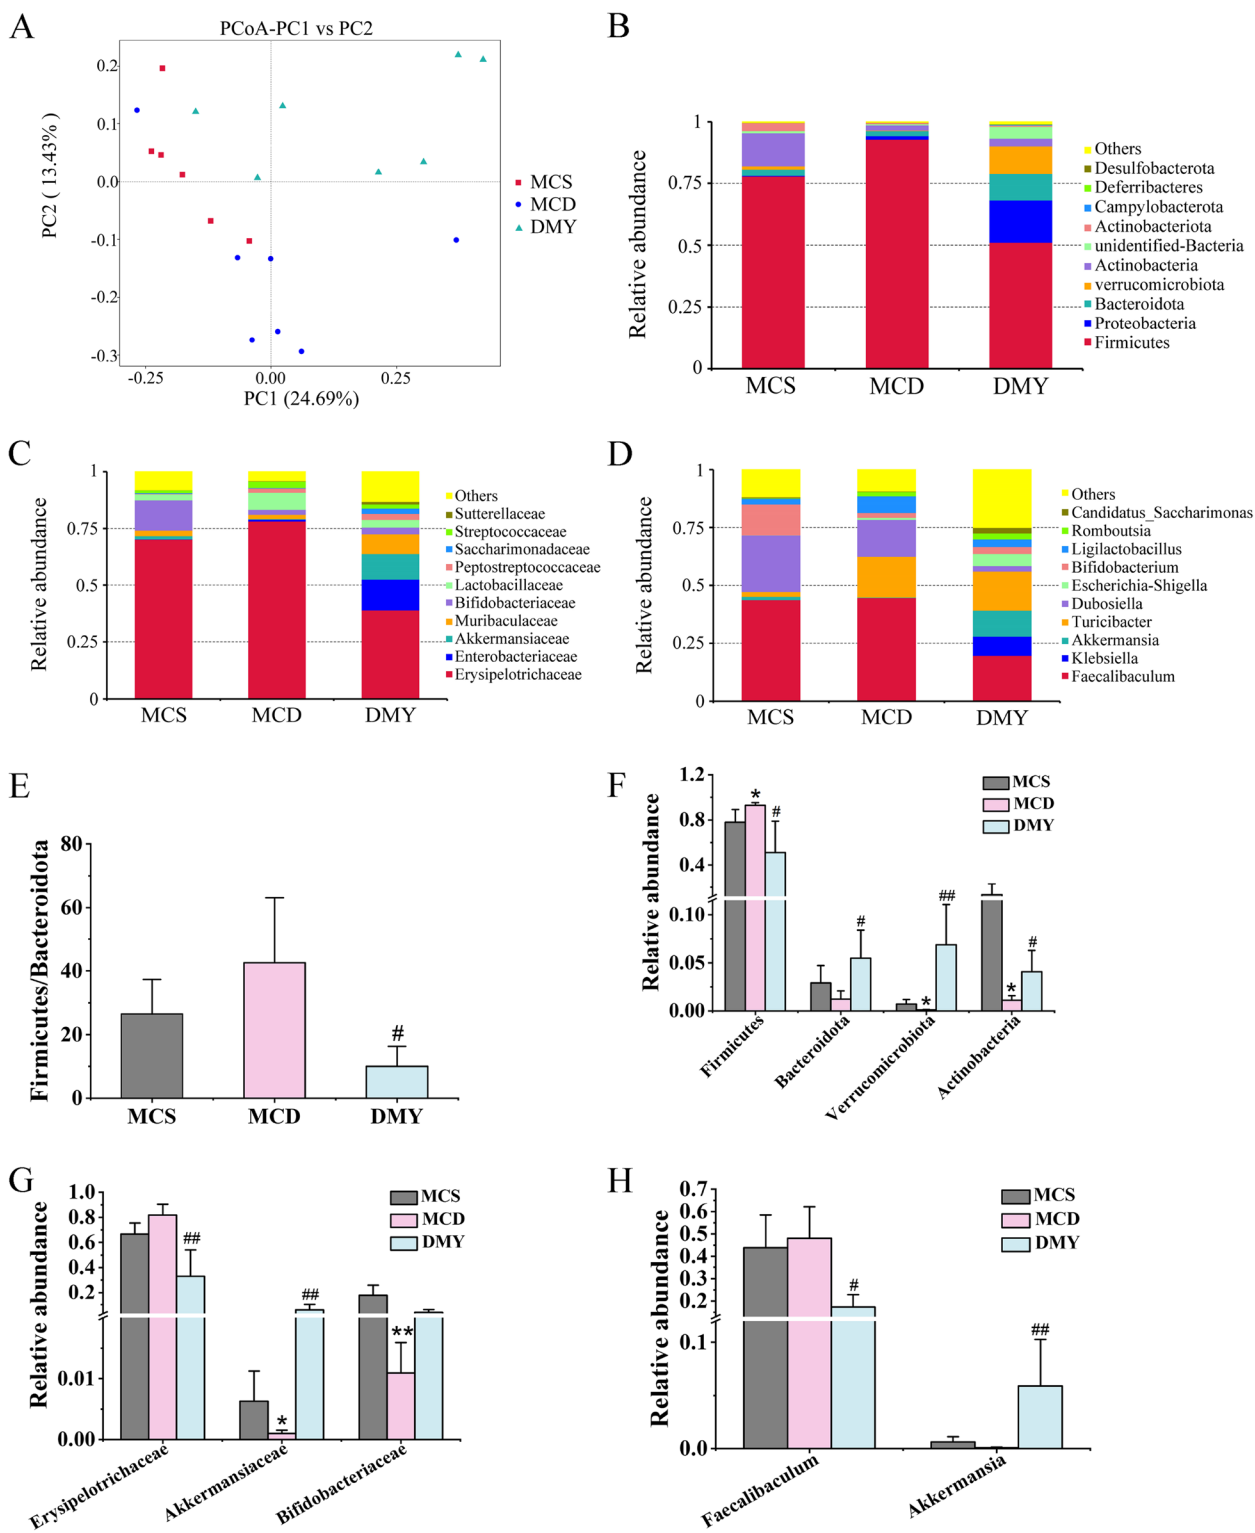 A
PCoA-PC1 vs PC2
PC2 ( 13.43% )
0.2
0.1
0.0
-0.1
-0.2
-0.3
-0.25
0.00
0.25
PC1 (24.69%)
MCS
MCD
DMY
B
Relative abundance
1
0.75
0.5
0.25
0
MCS
MCD
DMY
Others
Desulfobacterota
Deferribacteres
Campylobacterota
Actinobacteriota
unidentified-Bacteria
Actinobacteria
verrucomicrobiota
Bacteroidota
Proteobacteria
Firmicutes
C
Relative abundance
1
0.75
0.5
0.25
0
MCS
MCD
DMY
Others
Sutterellaceae
Streptococcaceae
Saccharimonadaceae
Peptostreptococcaceae
Lactobacillaceae
Bifidobacteriaceae
Muribaculaceae
Akkermansiaceae
Enterobacteriaceae
Erysipelotrichaceae
D
Relative abundance
1
0.75
0.5
0.25
0
MCS
MCD
DMY
Others
Candidatus_Saccharimonas
Romboutsia
Ligilactobacillus
Bifidobacterium
Escherichia-Shigella
Dubosiella
Turicibacter
Akkermansia
Klebsiella
Faecalibaculum
E
Firmicutes/Bacteroidota
80
60
40
20
0
#
MCS
MCD
DMY
F
Relative abundance
1.2
0.8
0.4
0.10
0.05
0.00
MCS
MCD
DMY
*
#
#
##
*
#
*
Firmicutes
Bacteroidota
Verrucomicrobiota
Actinobacteria
G
Relative abundance
1.0
0.8
0.6
0.4
0.2
0.01
0.00
MCS
MCD
DMY
##
##
*
**
Erysipelotrichaceae
Akkermansiaceae
Bifidobacteriaceae
H
Relative abundance
0.7
0.6
0.5
0.4
0.3
0.2
0.1
0.0
MCS
MCD
DMY
#
##
Faecalibaculum
Akkermansia